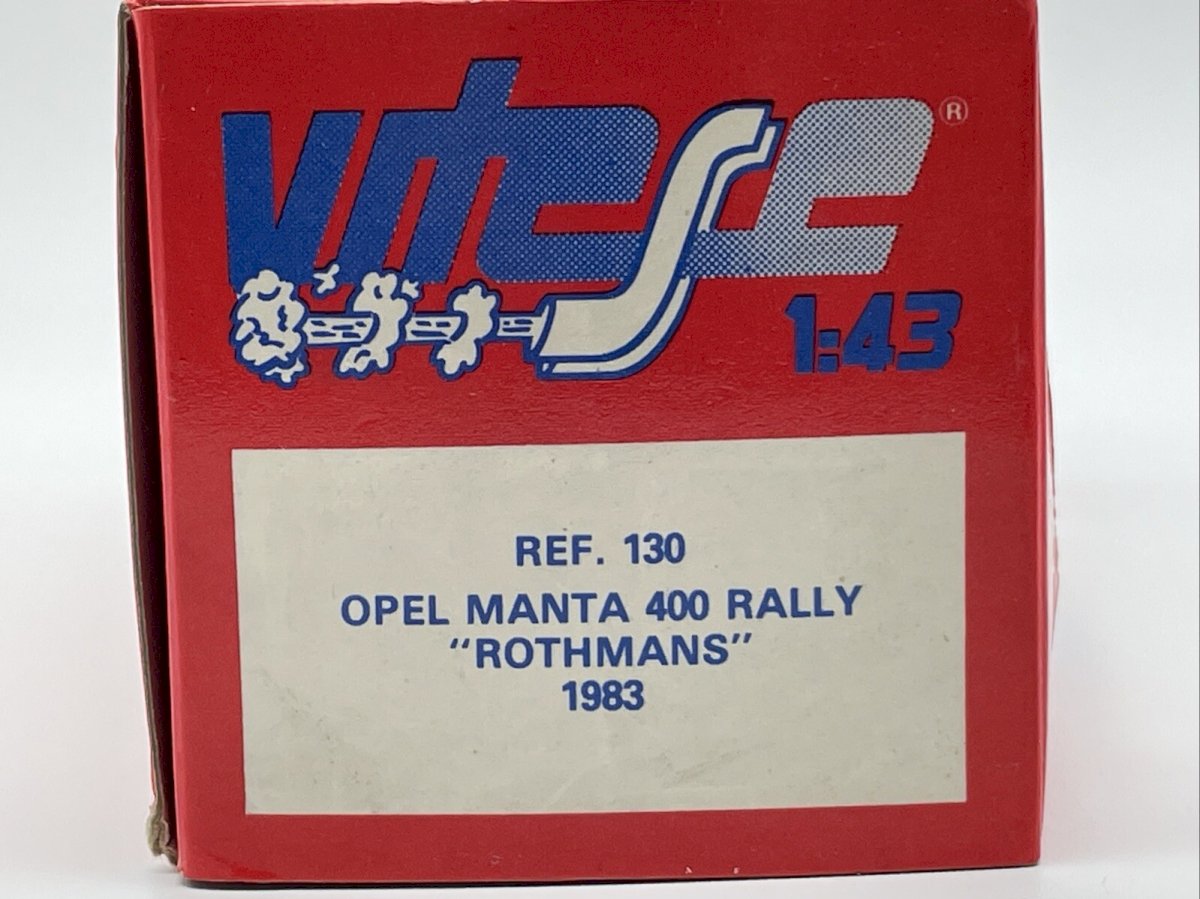 Vitesse®
1:43
REF. 130
OPEL MANTA 400 RALLY
"ROTHMANS"
1983